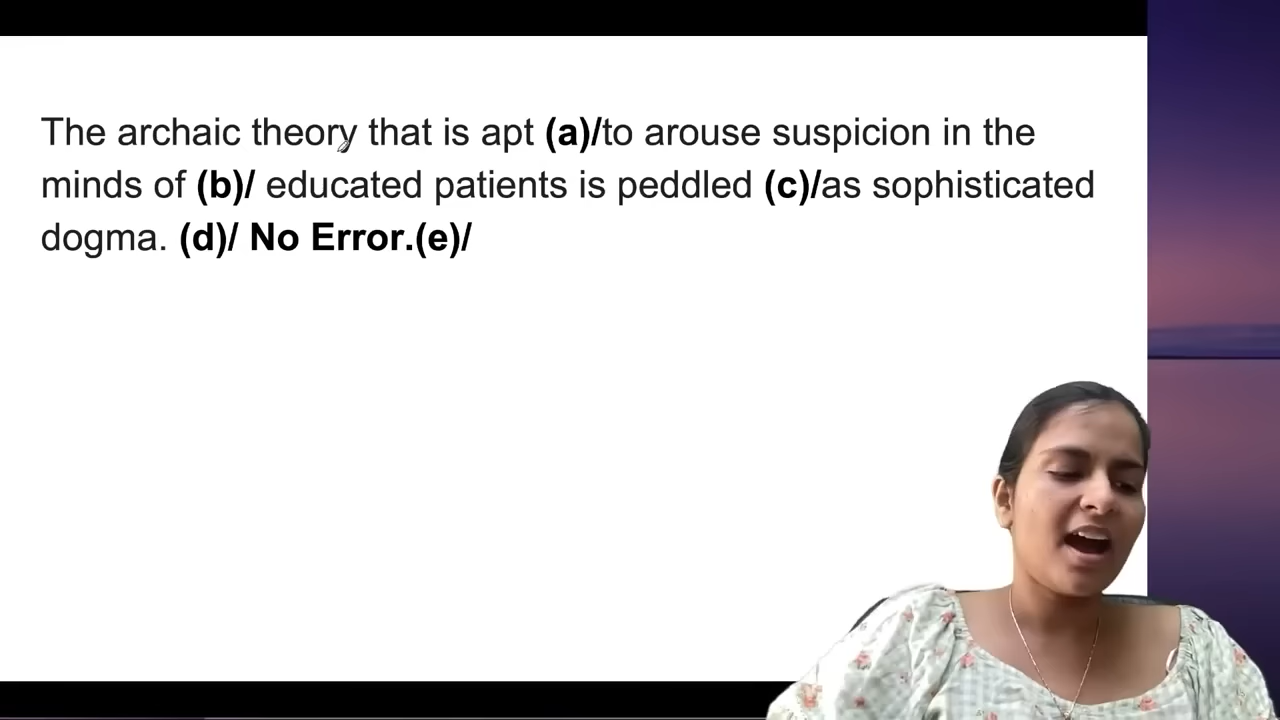 The archaic theory that is apt (a)/to arouse suspicion in the
minds of (b)/ educated patients is peddled (c)/as sophisticated
dogma. (d)/ No Error.(e)/